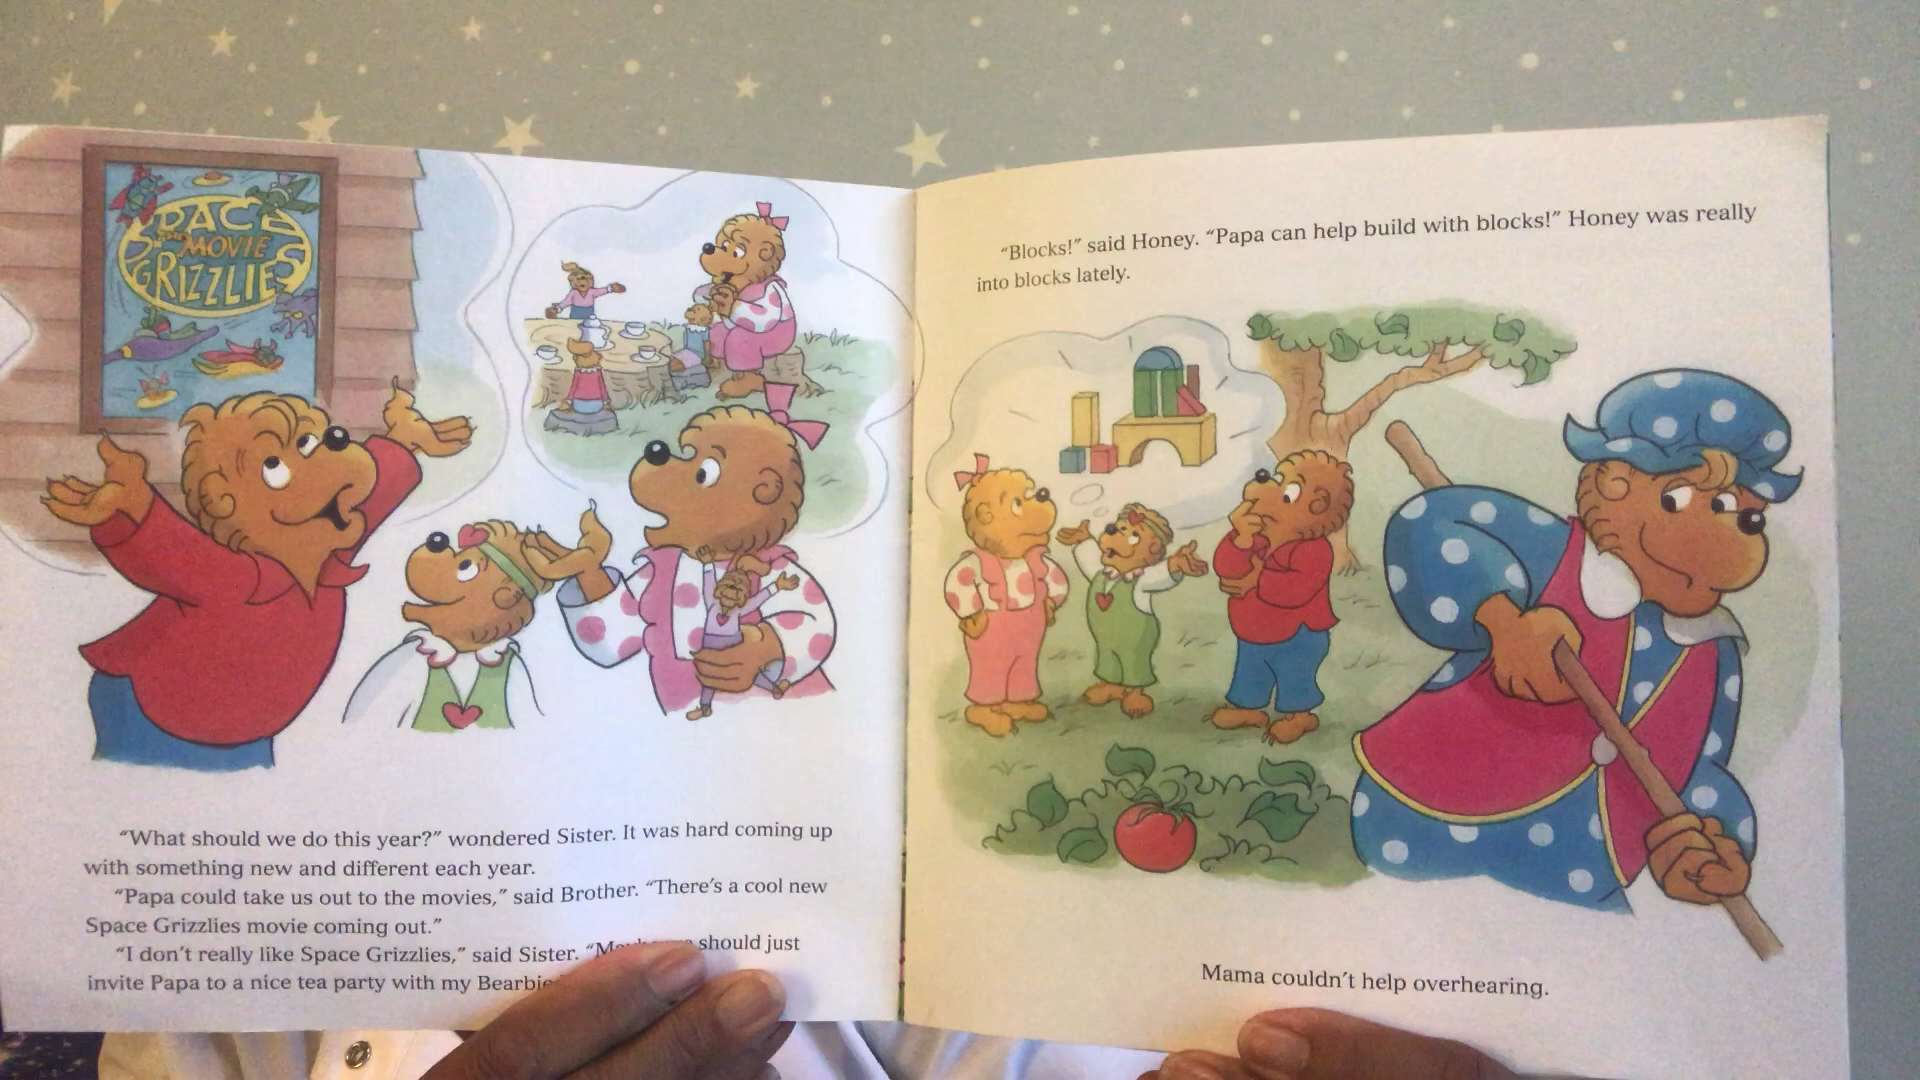 SPACE
THE MOVIE
GRIZZLIES
“What should we do this year?” wondered Sister. It was hard coming up
with something new and different each year.
“Papa could take us out to the movies,” said Brother. “There’s a cool new
Space Grizzlies movie coming out.”
“I don’t really like Space Grizzlies,” said Sister. should just
invite Papa to a nice tea party with my
“Blocks!” said Honey. “Papa can help build with blocks!” Honey was really
into blocks lately.
Mama couldn’t help overhearing.